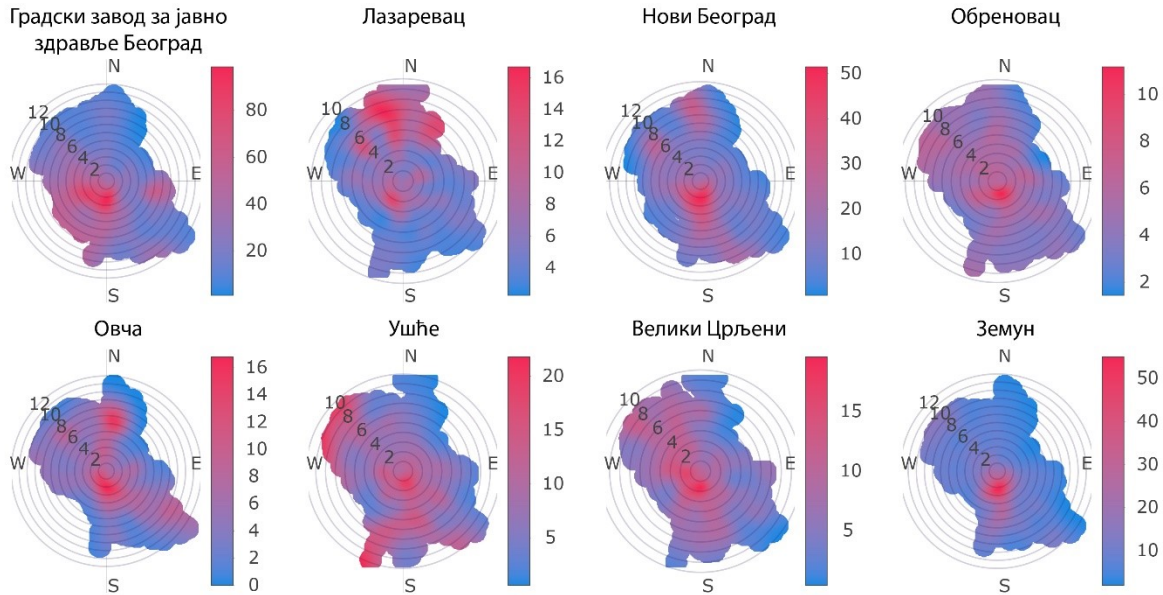 Градски завод за јавно
здравље Београд
N
W
E
S
12
10
8
6
4
2
80
60
40
20
Лазаревац
N
W
E
S
10
8
6
4
2
16
14
12
10
8
6
4
Нови Београд
N
W
E
S
12
10
8
6
4
2
50
40
30
20
10
Обреновац
N
W
E
S
10
8
6
4
2
10
8
6
4
2
Овча
N
W
E
S
12
10
8
6
4
2
16
14
12
10
8
6
4
2
0
Ушће
N
W
E
S
10
8
6
4
2
20
15
10
5
Велики Црљени
N
W
E
S
10
8
6
4
2
15
10
5
Земун
N
W
E
S
12
10
8
6
4
2
50
40
30
20
10